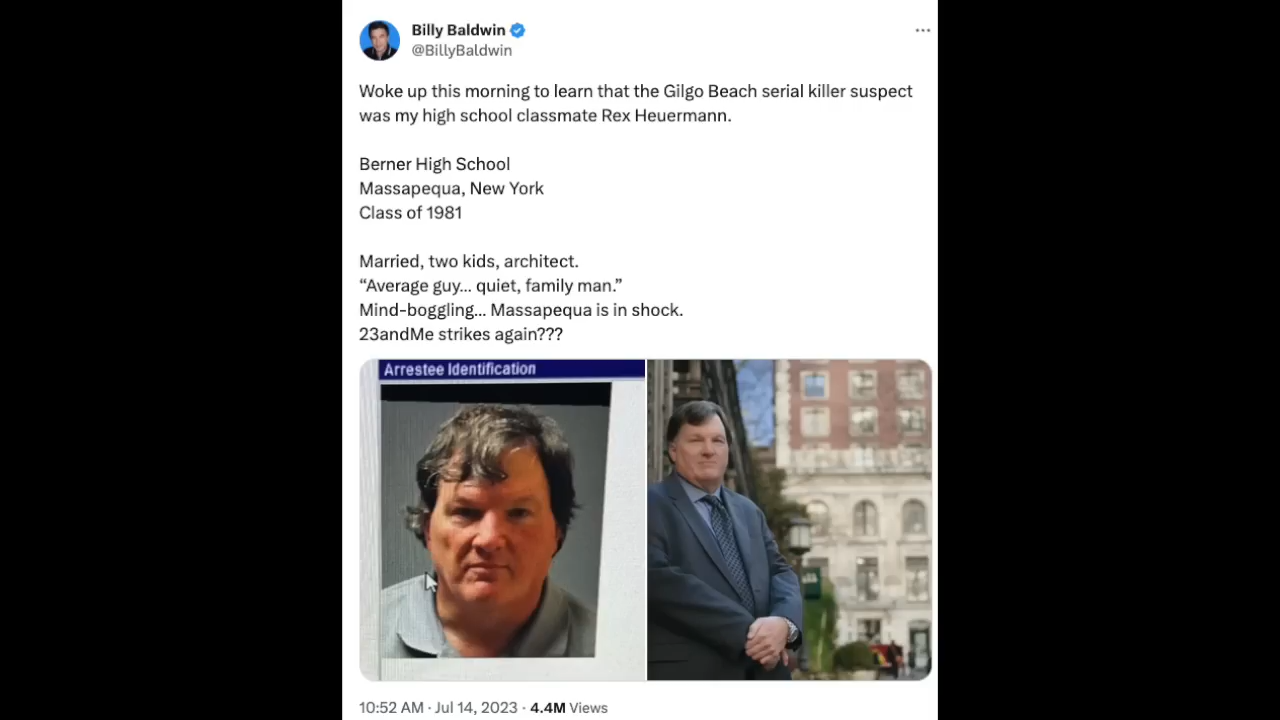 Billy Baldwin
@BillyBaldwin
Woke up this morning to learn that the Gilgo Beach serial killer suspect
was my high school classmate Rex Heuermann.
Berner High School
Massapequa, New York
Class of 1981
Married, two kids, architect.
“Average guy... quiet, family man.”
Mind-boggling... Massapequa is in shock.
23andMe strikes again???
Arrestee Identification
10:52 AM · Jul 14, 2023 · 4.4M Views